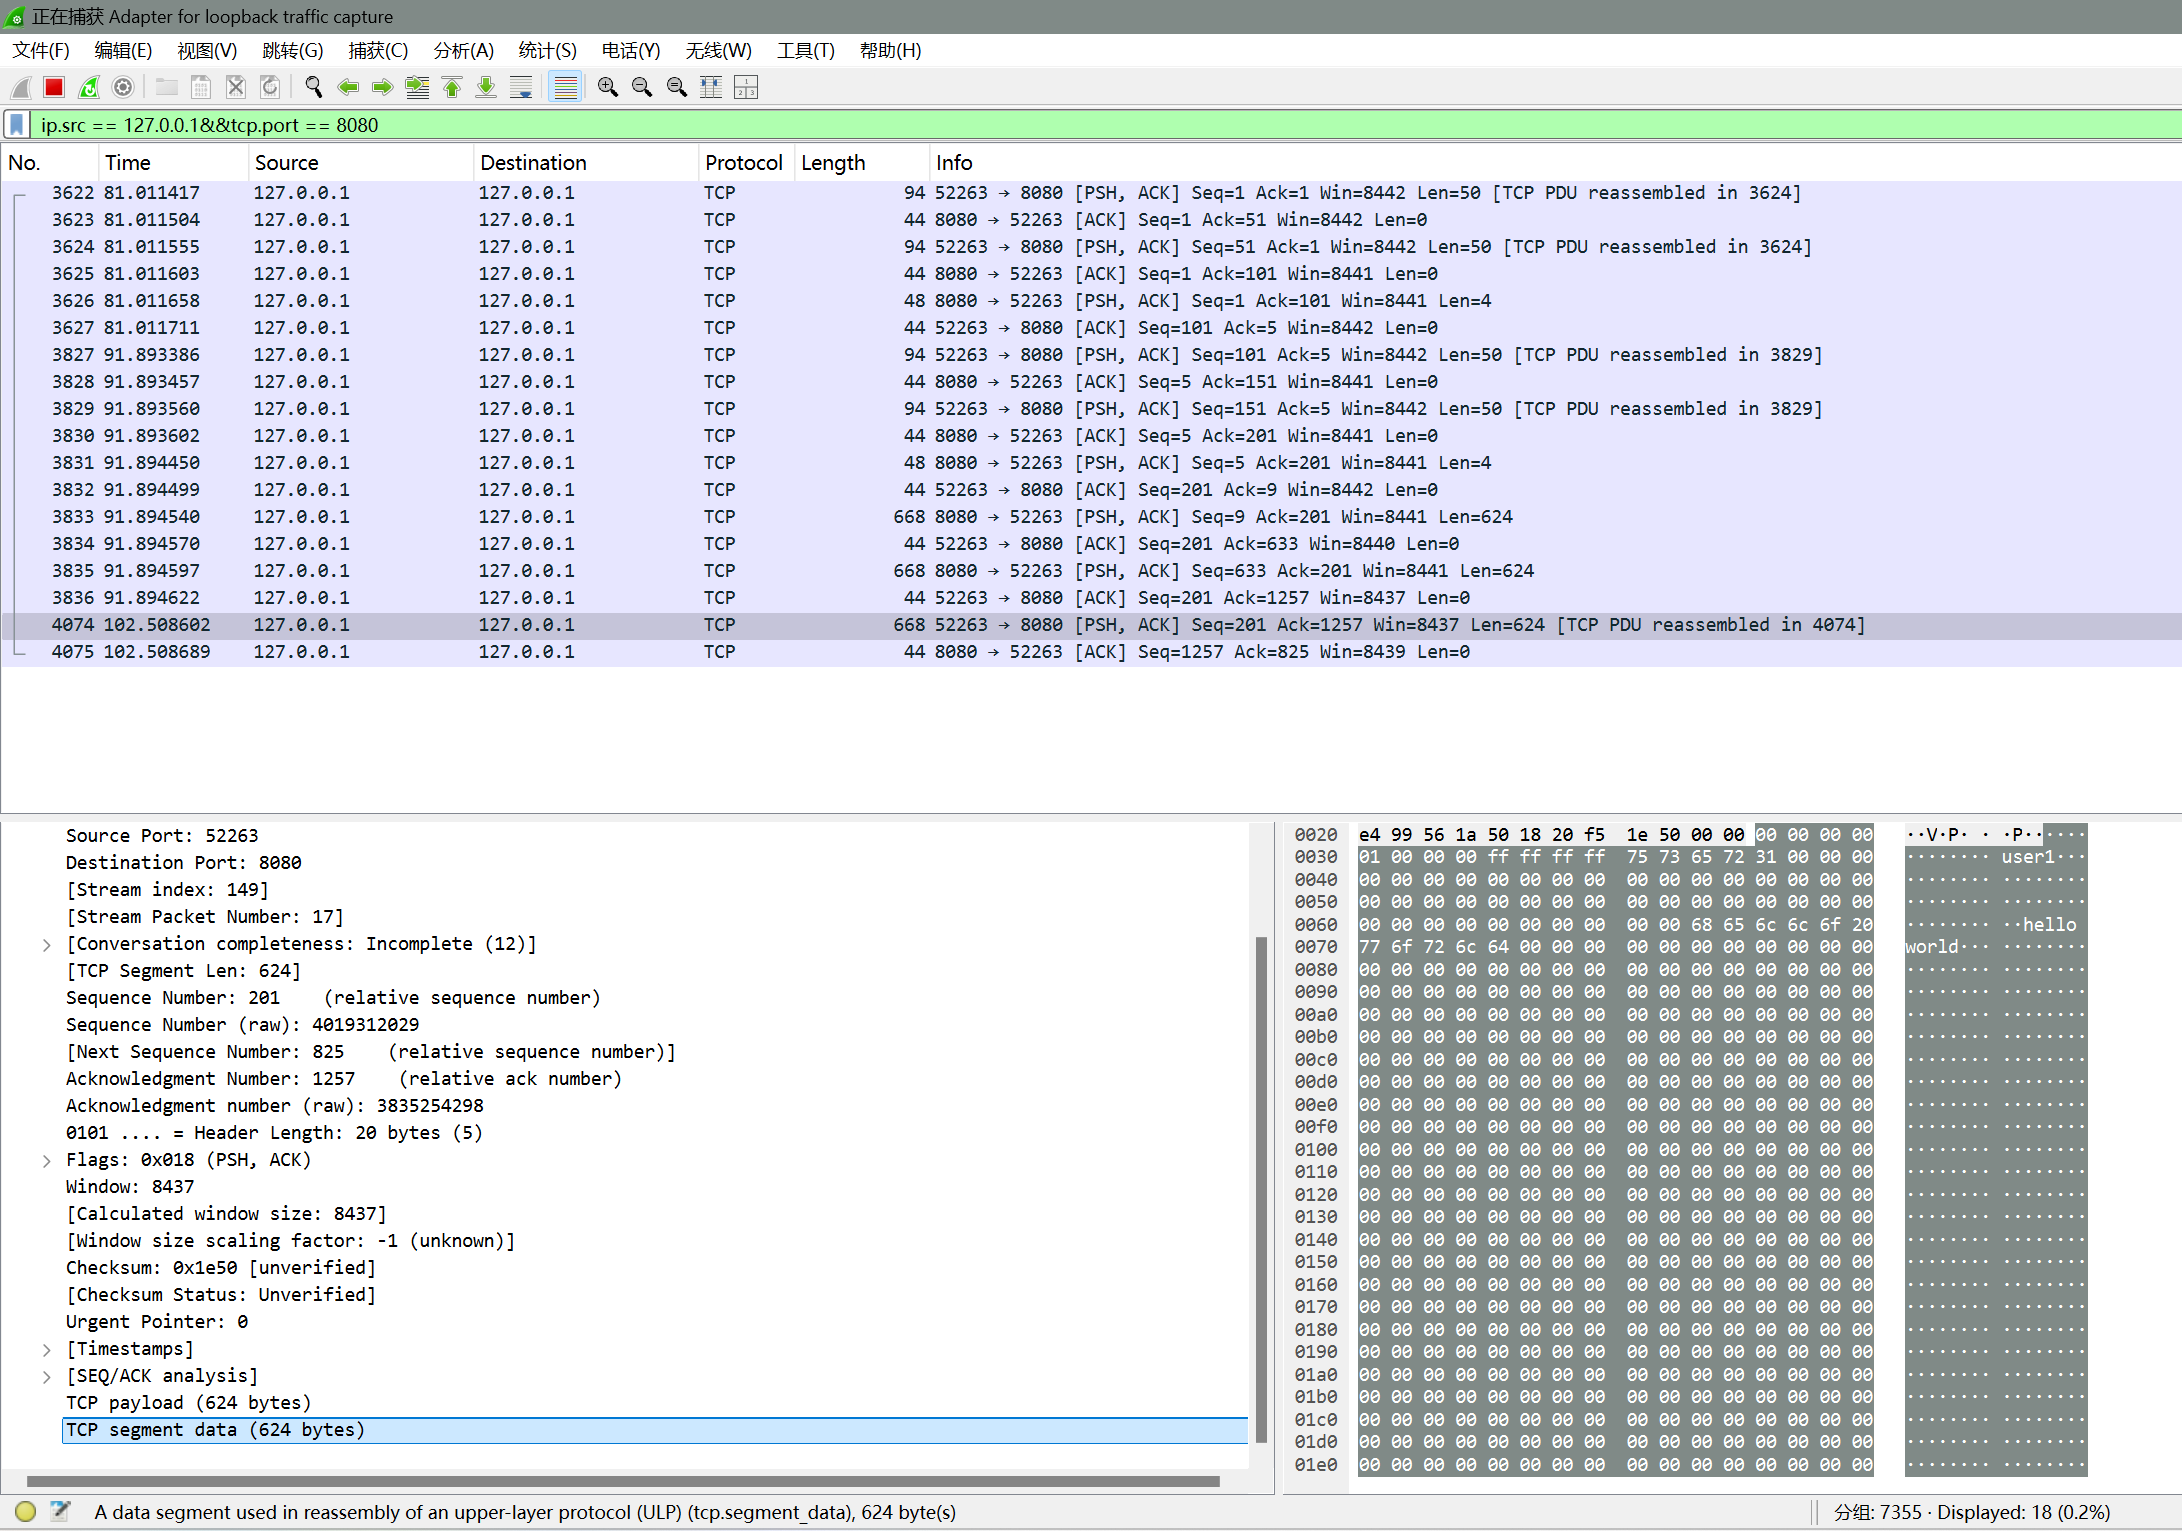 正在捕获 Adapter for loopback traffic capture
文件(F) 编辑(E) 视图(V) 跳转(G) 捕获(C) 分析(A) 统计(S) 电话(Y) 无线(W) 工具(T) 帮助(H)
ip.src == 127.0.0.1&&tcp.port == 8080
No. Time Source Destination Protocol Length Info
3622 81.011417 127.0.0.1 127.0.0.1 TCP 94 52263 → 8080 [PSH, ACK] Seq=1 Ack=1 Win=8442 Len=50 [TCP PDU reassembled in 3624]
3623 81.011504 127.0.0.1 127.0.0.1 TCP 44 8080 → 52263 [ACK] Seq=1 Ack=51 Win=8442 Len=0
3624 81.011555 127.0.0.1 127.0.0.1 TCP 94 52263 → 8080 [PSH, ACK] Seq=51 Ack=1 Win=8442 Len=50 [TCP PDU reassembled in 3624]
3625 81.011603 127.0.0.1 127.0.0.1 TCP 44 8080 → 52263 [ACK] Seq=1 Ack=101 Win=8441 Len=0
3626 81.011658 127.0.0.1 127.0.0.1 TCP 48 8080 → 52263 [PSH, ACK] Seq=1 Ack=101 Win=8441 Len=4
3627 81.011711 127.0.0.1 127.0.0.1 TCP 44 52263 → 8080 [ACK] Seq=101 Ack=5 Win=8442 Len=0
3827 91.893386 127.0.0.1 127.0.0.1 TCP 94 52263 → 8080 [PSH, ACK] Seq=101 Ack=5 Win=8442 Len=50 [TCP PDU reassembled in 3829]
3828 91.893457 127.0.0.1 127.0.0.1 TCP 44 8080 → 52263 [ACK] Seq=5 Ack=151 Win=8441 Len=0
3829 91.893560 127.0.0.1 127.0.0.1 TCP 94 52263 → 8080 [PSH, ACK] Seq=151 Ack=5 Win=8442 Len=50 [TCP PDU reassembled in 3829]
3830 91.893602 127.0.0.1 127.0.0.1 TCP 44 8080 → 52263 [ACK] Seq=5 Ack=201 Win=8441 Len=0
3831 91.894450 127.0.0.1 127.0.0.1 TCP 48 8080 → 52263 [PSH, ACK] Seq=5 Ack=201 Win=8441 Len=4
3832 91.894499 127.0.0.1 127.0.0.1 TCP 44 52263 → 8080 [ACK] Seq=201 Ack=9 Win=8442 Len=0
3833 91.894540 127.0.0.1 127.0.0.1 TCP 668 8080 → 52263 [PSH, ACK] Seq=9 Ack=201 Win=8441 Len=624
3834 91.894570 127.0.0.1 127.0.0.1 TCP 44 52263 → 8080 [ACK] Seq=201 Ack=633 Win=8440 Len=0
3835 91.894597 127.0.0.1 127.0.0.1 TCP 668 8080 → 52263 [PSH, ACK] Seq=633 Ack=201 Win=8441 Len=624
3836 91.894622 127.0.0.1 127.0.0.1 TCP 44 52263 → 8080 [ACK] Seq=201 Ack=1257 Win=8437 Len=0
4074 102.508602 127.0.0.1 127.0.0.1 TCP 668 52263 → 8080 [PSH, ACK] Seq=201 Ack=1257 Win=8437 Len=624 [TCP PDU reassembled in 4074]
4075 102.508689 127.0.0.1 127.0.0.1 TCP 44 8080 → 52263 [ACK] Seq=1257 Ack=825 Win=8439 Len=0
Source Port: 52263
Destination Port: 8080
[Stream index: 149]
[Stream Packet Number: 17]
[Conversation completeness: Incomplete (12)]
[TCP Segment Len: 624]
Sequence Number: 201 (relative sequence number)
Sequence Number (raw): 4019312029
[Next Sequence Number: 825 (relative sequence number)]
Acknowledgment Number: 1257 (relative ack number)
Acknowledgment number (raw): 3835254298
0101 .... = Header Length: 20 bytes (5)
Flags: 0x018 (PSH, ACK)
Window: 8437
[Calculated window size: 8437]
[Window size scaling factor: -1 (unknown)]
Checksum: 0x1e50 [unverified]
[Checksum Status: Unverified]
Urgent Pointer: 0
[Timestamps]
[SEQ/ACK analysis]
TCP payload (624 bytes)
TCP segment data (624 bytes)
0020 e4 99 56 1a 50 18 20 f5 1e 50 00 00 00 00 00 00 ··V·P· · ·P······
0030 01 00 00 00 ff ff ff ff 75 73 65 72 31 00 00 00 ········ user1···
0040 00 00 00 00 00 00 00 00 00 00 00 00 00 00 00 00 ········ ········
0050 00 00 00 00 00 00 00 00 00 00 00 00 00 00 00 00 ········ ········
0060 00 00 00 00 00 00 00 00 00 00 68 65 6c 6c 6f 20 ········ ··hello
0070 77 6f 72 6c 64 00 00 00 00 00 00 00 00 00 00 00 world··· ········
0080 00 00 00 00 00 00 00 00 00 00 00 00 00 00 00 00 ········ ········
0090 00 00 00 00 00 00 00 00 00 00 00 00 00 00 00 00 ········ ········
00a0 00 00 00 00 00 00 00 00 00 00 00 00 00 00 00 00 ········ ········
00b0 00 00 00 00 00 00 00 00 00 00 00 00 00 00 00 00 ········ ········
00c0 00 00 00 00 00 00 00 00 00 00 00 00 00 00 00 00 ········ ········
00d0 00 00 00 00 00 00 00 00 00 00 00 00 00 00 00 00 ········ ········
00e0 00 00 00 00 00 00 00 00 00 00 00 00 00 00 00 00 ········ ········
00f0 00 00 00 00 00 00 00 00 00 00 00 00 00 00 00 00 ········ ········
0100 00 00 00 00 00 00 00 00 00 00 00 00 00 00 00 00 ········ ········
0110 00 00 00 00 00 00 00 00 00 00 00 00 00 00 00 00 ········ ········
0120 00 00 00 00 00 00 00 00 00 00 00 00 00 00 00 00 ········ ········
0130 00 00 00 00 00 00 00 00 00 00 00 00 00 00 00 00 ········ ········
0140 00 00 00 00 00 00 00 00 00 00 00 00 00 00 00 00 ········ ········
0150 00 00 00 00 00 00 00 00 00 00 00 00 00 00 00 00 ········ ········
0160 00 00 00 00 00 00 00 00 00 00 00 00 00 00 00 00 ········ ········
0170 00 00 00 00 00 00 00 00 00 00 00 00 00 00 00 00 ········ ········
0180 00 00 00 00 00 00 00 00 00 00 00 00 00 00 00 00 ········ ········
0190 00 00 00 00 00 00 00 00 00 00 00 00 00 00 00 00 ········ ········
01a0 00 00 00 00 00 00 00 00 00 00 00 00 00 00 00 00 ········ ········
01b0 00 00 00 00 00 00 00 00 00 00 00 00 00 00 00 00 ········ ········
01c0 00 00 00 00 00 00 00 00 00 00 00 00 00 00 00 00 ········ ········
01d0 00 00 00 00 00 00 00 00 00 00 00 00 00 00 00 00 ········ ········
01e0 00 00 00 00 00 00 00 00 00 00 00 00 00 00 00 00 ········ ········
A data segment used in reassembly of an upper-layer protocol (ULP) (tcp.segment_data), 624 byte(s)
分组: 7355 · Displayed: 18 (0.2%)